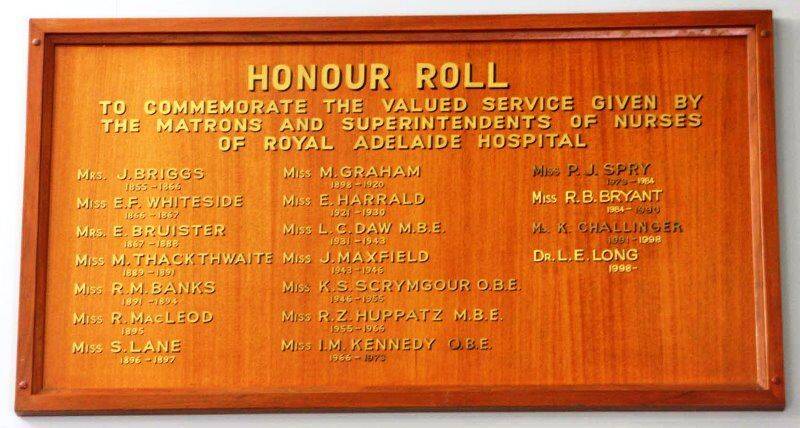 HONOUR ROLL
TO COMMEMORATE THE VALUED SERVICE GIVEN BY
THE MATRONS AND SUPERINTENDENTS OF NURSES
OF ROYAL ADELAIDE HOSPITAL
MRS. J. BRIGGS
1855-1866
MISS E.F. WHITESIDE
1866-1867
MRS. E. BRUISTER
1867-1888
MISS M. THACKTHWAITE
1889-1891
MISS R.M. BANKS
1891-1894
MISS R. MACLEOD
1895
MISS S. LANE
1896-1897
MISS M. GRAHAM
1898-1920
MISS E. HARRALD
1921-1930
MISS L.C. DAW M.B.E.
1931-1943
MISS J. MAXFIELD
1943-1946
MISS K.S. SCRYMGOUR O.B.E.
1946-1955
MISS R.Z. HUPPATZ M.B.E.
1955-1966
MISS I.M. KENNEDY O.B.E.
1966-1973
MISS P.J. SPRY
1973-1984
MISS R.B. BRYANT
1984-1990
MS. K. CHALLINGER
1991-1998
DR. L.E. LONG
1998-